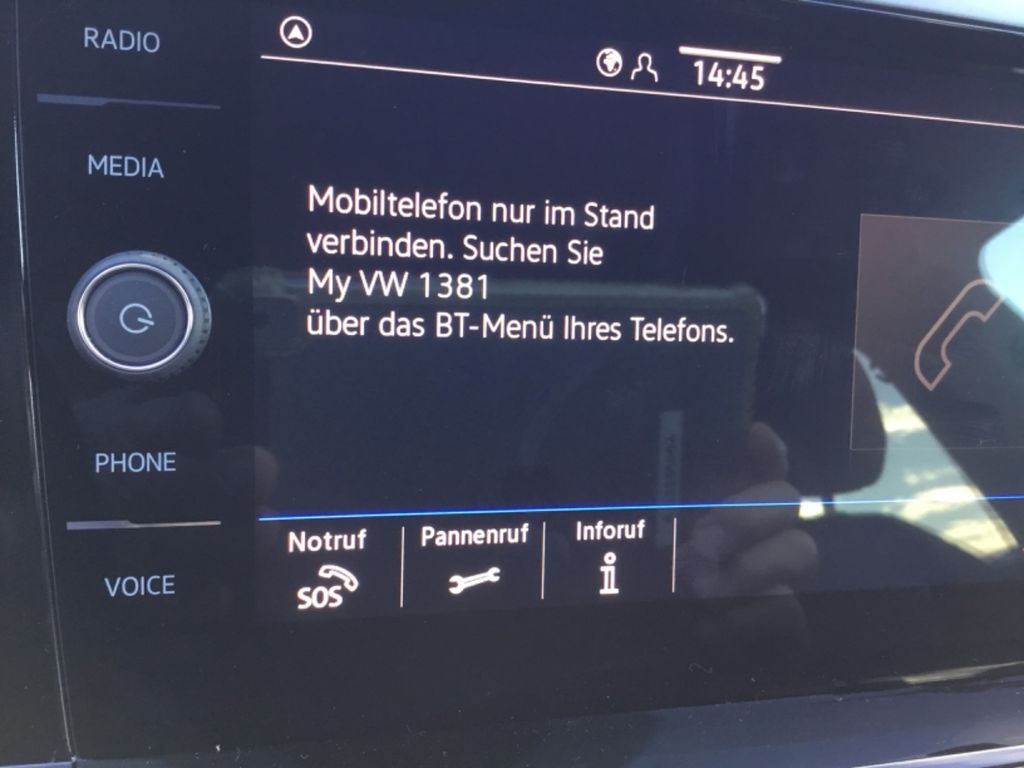 RADIO
MEDIA
PHONE
VOICE
14:45
Mobiltelefon nur im Stand
verbinden. Suchen Sie
My VW 1381
über das BT-Menü Ihres Telefons.
Notruf
Pannenruf
Inforuf
SOS
i